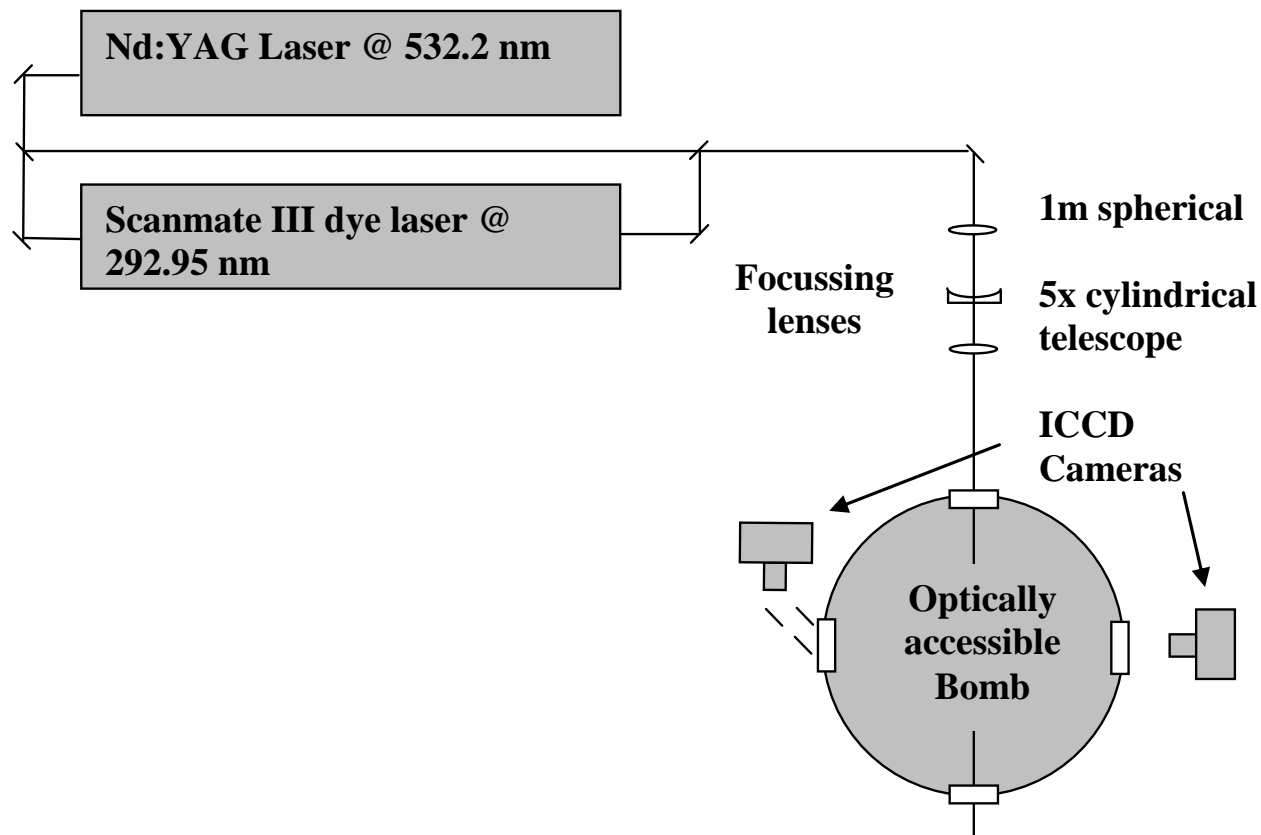 Nd:YAG Laser @ 532.2 nm
Scanmate III dye laser @
292.95 nm
1m spherical
Focussing
lenses
5x cylindrical
telescope
ICCD
Cameras
Optically
accessible
Bomb